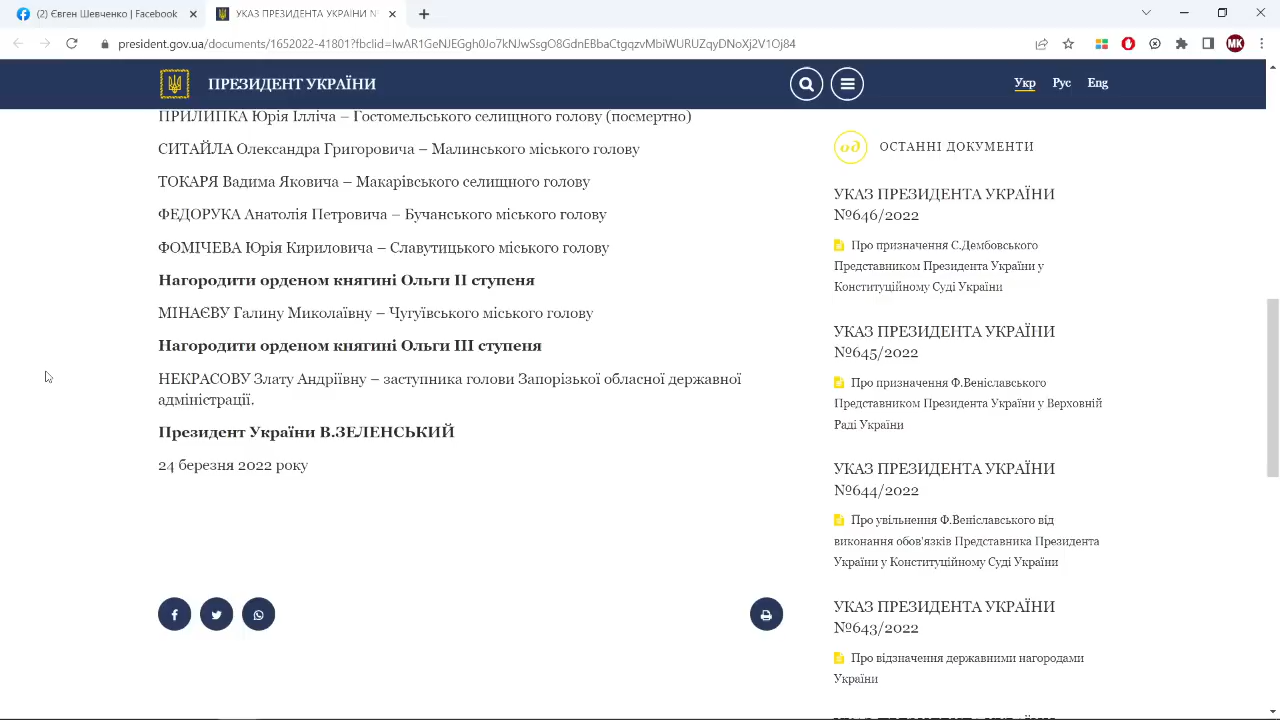 (2) Євген Шевченко | Facebook
УКАЗ ПРЕЗИДЕНТА УКРАЇНИ №
president.gov.ua/documents/1652022-41801?fbclid=IwAR1GeNJEGgh0Jo7kNJwSsgO8GdnEBbaCtgqzvMbiWURUZqyDNoXj2V1Oj84
MK
ПРЕЗИДЕНТ УКРАЇНИ
Укр Рус Eng
ПРИЛИПКА Юрія Ілліча – Гостомельського селищного голову (посмертно)
СИТАЙЛА Олександра Григоровича – Малинського міського голову
ТОКАРЯ Вадима Яковича – Макарівського селищного голову
ФЕДОРУКА Анатолія Петровича – Бучанського міського голову
ФОМІЧЕВА Юрія Кириловича – Славутицького міського голову
Нагородити орденом княгині Ольги ІІ ступеня
МІНАЄВУ Галину Миколаївну – Чугуївського міського голову
Нагородити орденом княгині Ольги ІІІ ступеня
НЕКРАСОВУ Злату Андріївну – заступника голови Запорізької обласної державної
адміністрації.
Президент України В.ЗЕЛЕНСЬКИЙ
24 березня 2022 року
од ОСТАННІ ДОКУМЕНТИ
УКАЗ ПРЕЗИДЕНТА УКРАЇНИ
№646/2022
Про призначення С.Дембовського
Представником Президента України у
Конституційному Суді України
УКАЗ ПРЕЗИДЕНТА УКРАЇНИ
№645/2022
Про призначення Ф.Веніславського
Представником Президента України у Верховній
Раді України
УКАЗ ПРЕЗИДЕНТА УКРАЇНИ
№644/2022
Про увільнення Ф.Веніславського від
виконання обов'язків Представника Президента
України у Конституційному Суді України
УКАЗ ПРЕЗИДЕНТА УКРАЇНИ
№643/2022
Про відзначення державними нагородами
України